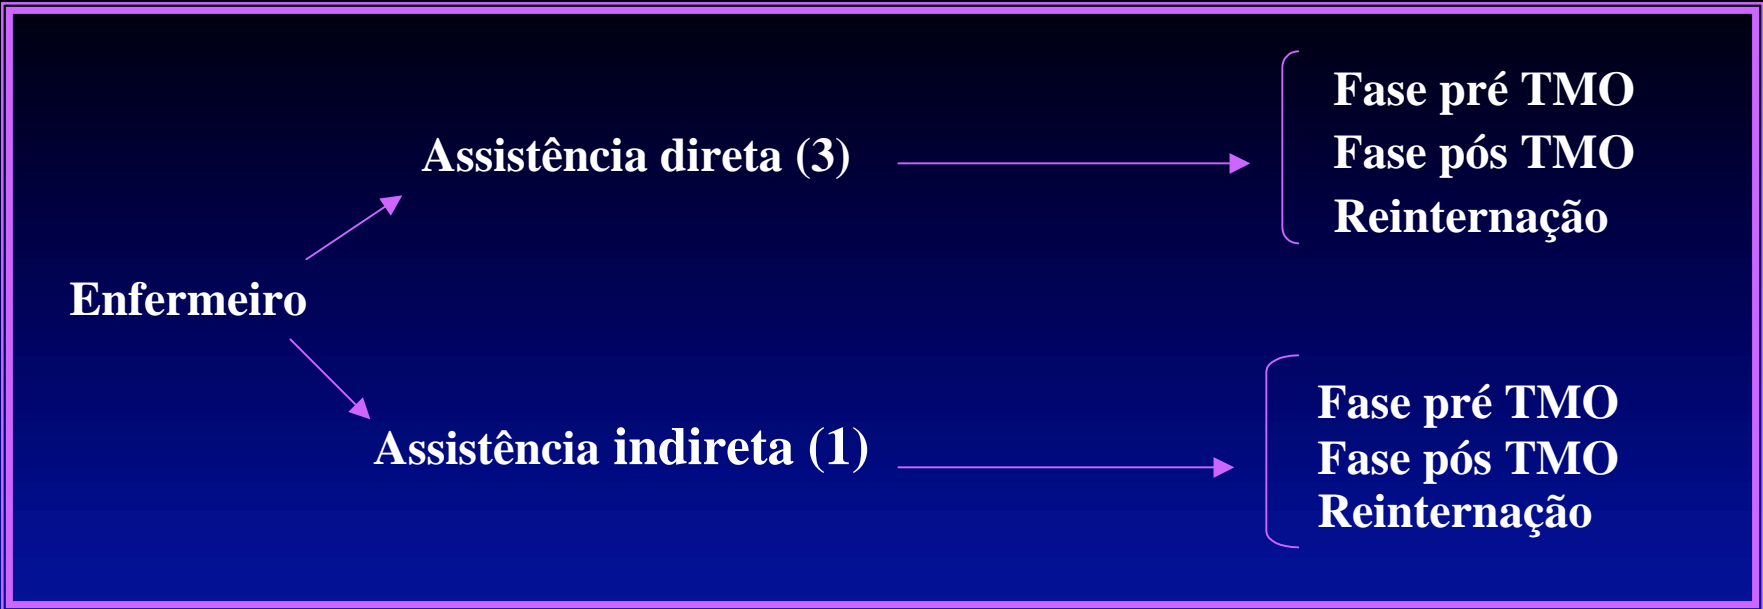 Enfermeiro
Assistência direta (3)
Fase pré TMO
Fase pós TMO
Reinternação
Assistência indireta (1)
Fase pré TMO
Fase pós TMO
Reinternação